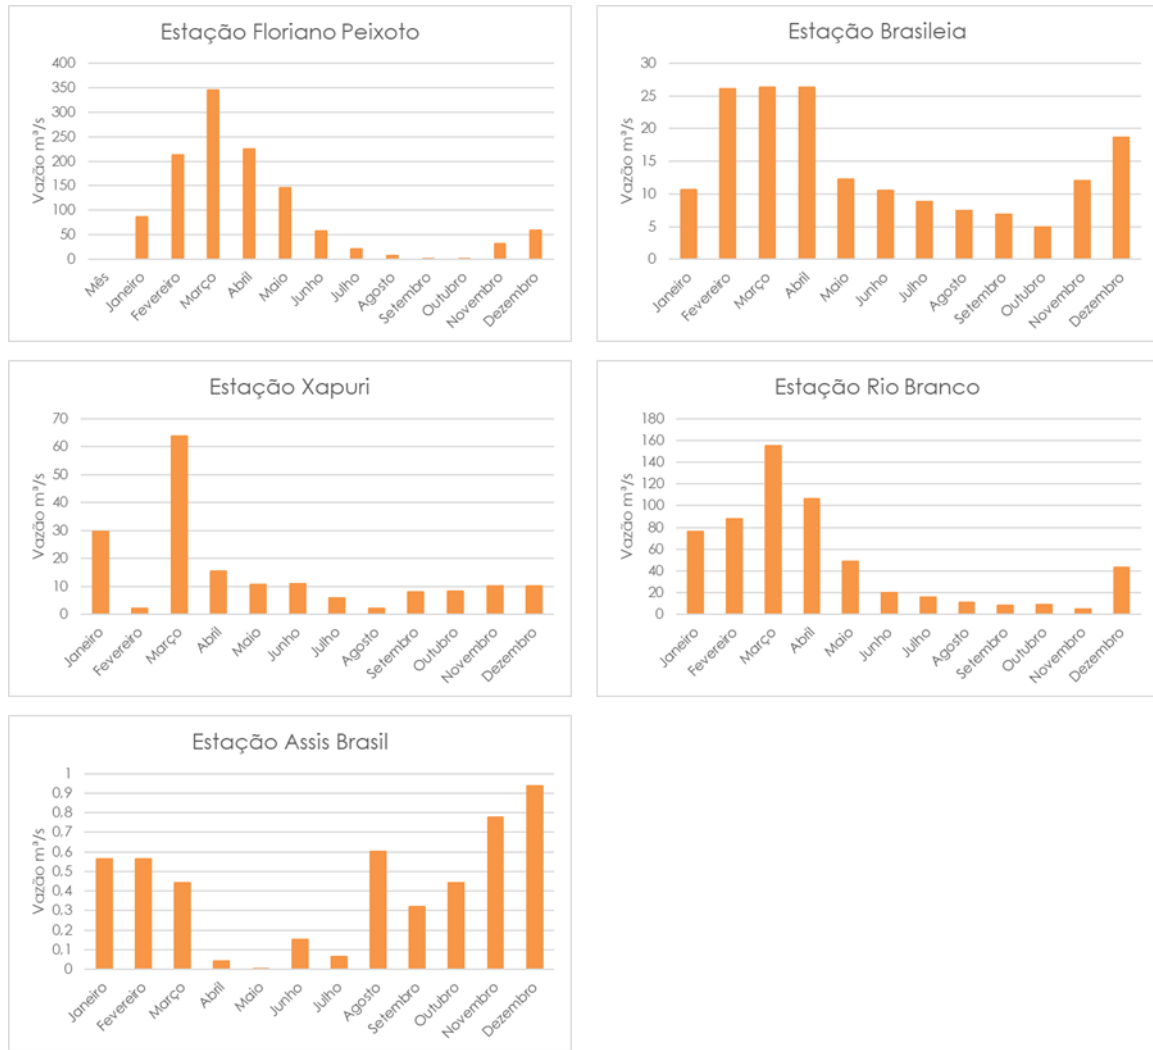 Estação Floriano Peixoto
Vazão m³/s
400
350
300
250
200
150
100
50
0
Mês
Janeiro
Fevereiro
Março
Abril
Maio
Junho
Julho
Agosto
Setembro
Outubro
Novembro
Dezembro
Estação Brasileia
Vazão m³/s
30
25
20
15
10
5
0
Janeiro
Fevereiro
Março
Abril
Maio
Junho
Julho
Agosto
Setembro
Outubro
Novembro
Dezembro
Estação Xapuri
Vazão m³/s
70
60
50
40
30
20
10
0
Janeiro
Fevereiro
Março
Abril
Maio
Junho
Julho
Agosto
Setembro
Outubro
Novembro
Dezembro
Estação Rio Branco
Vazão m³/s
180
160
140
120
100
80
60
40
20
0
Janeiro
Fevereiro
Março
Abril
Maio
Junho
Julho
Agosto
Setembro
Outubro
Novembro
Dezembro
Estação Assis Brasil
Vazão m³/s
1
0,9
0,8
0,7
0,6
0,5
0,4
0,3
0,2
0,1
0
Janeiro
Fevereiro
Março
Abril
Maio
Junho
Julho
Agosto
Setembro
Outubro
Novembro
Dezembro